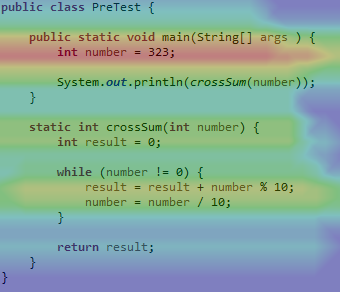 public class PreTest {
public static void main(String[] args ) {
int number = 323;
System.out.println(crossSum(number));
}
static int crossSum(int number) {
int result = 0;
while (number != 0) {
result = result + number % 10;
number = number / 10;
}
return result;
}
}